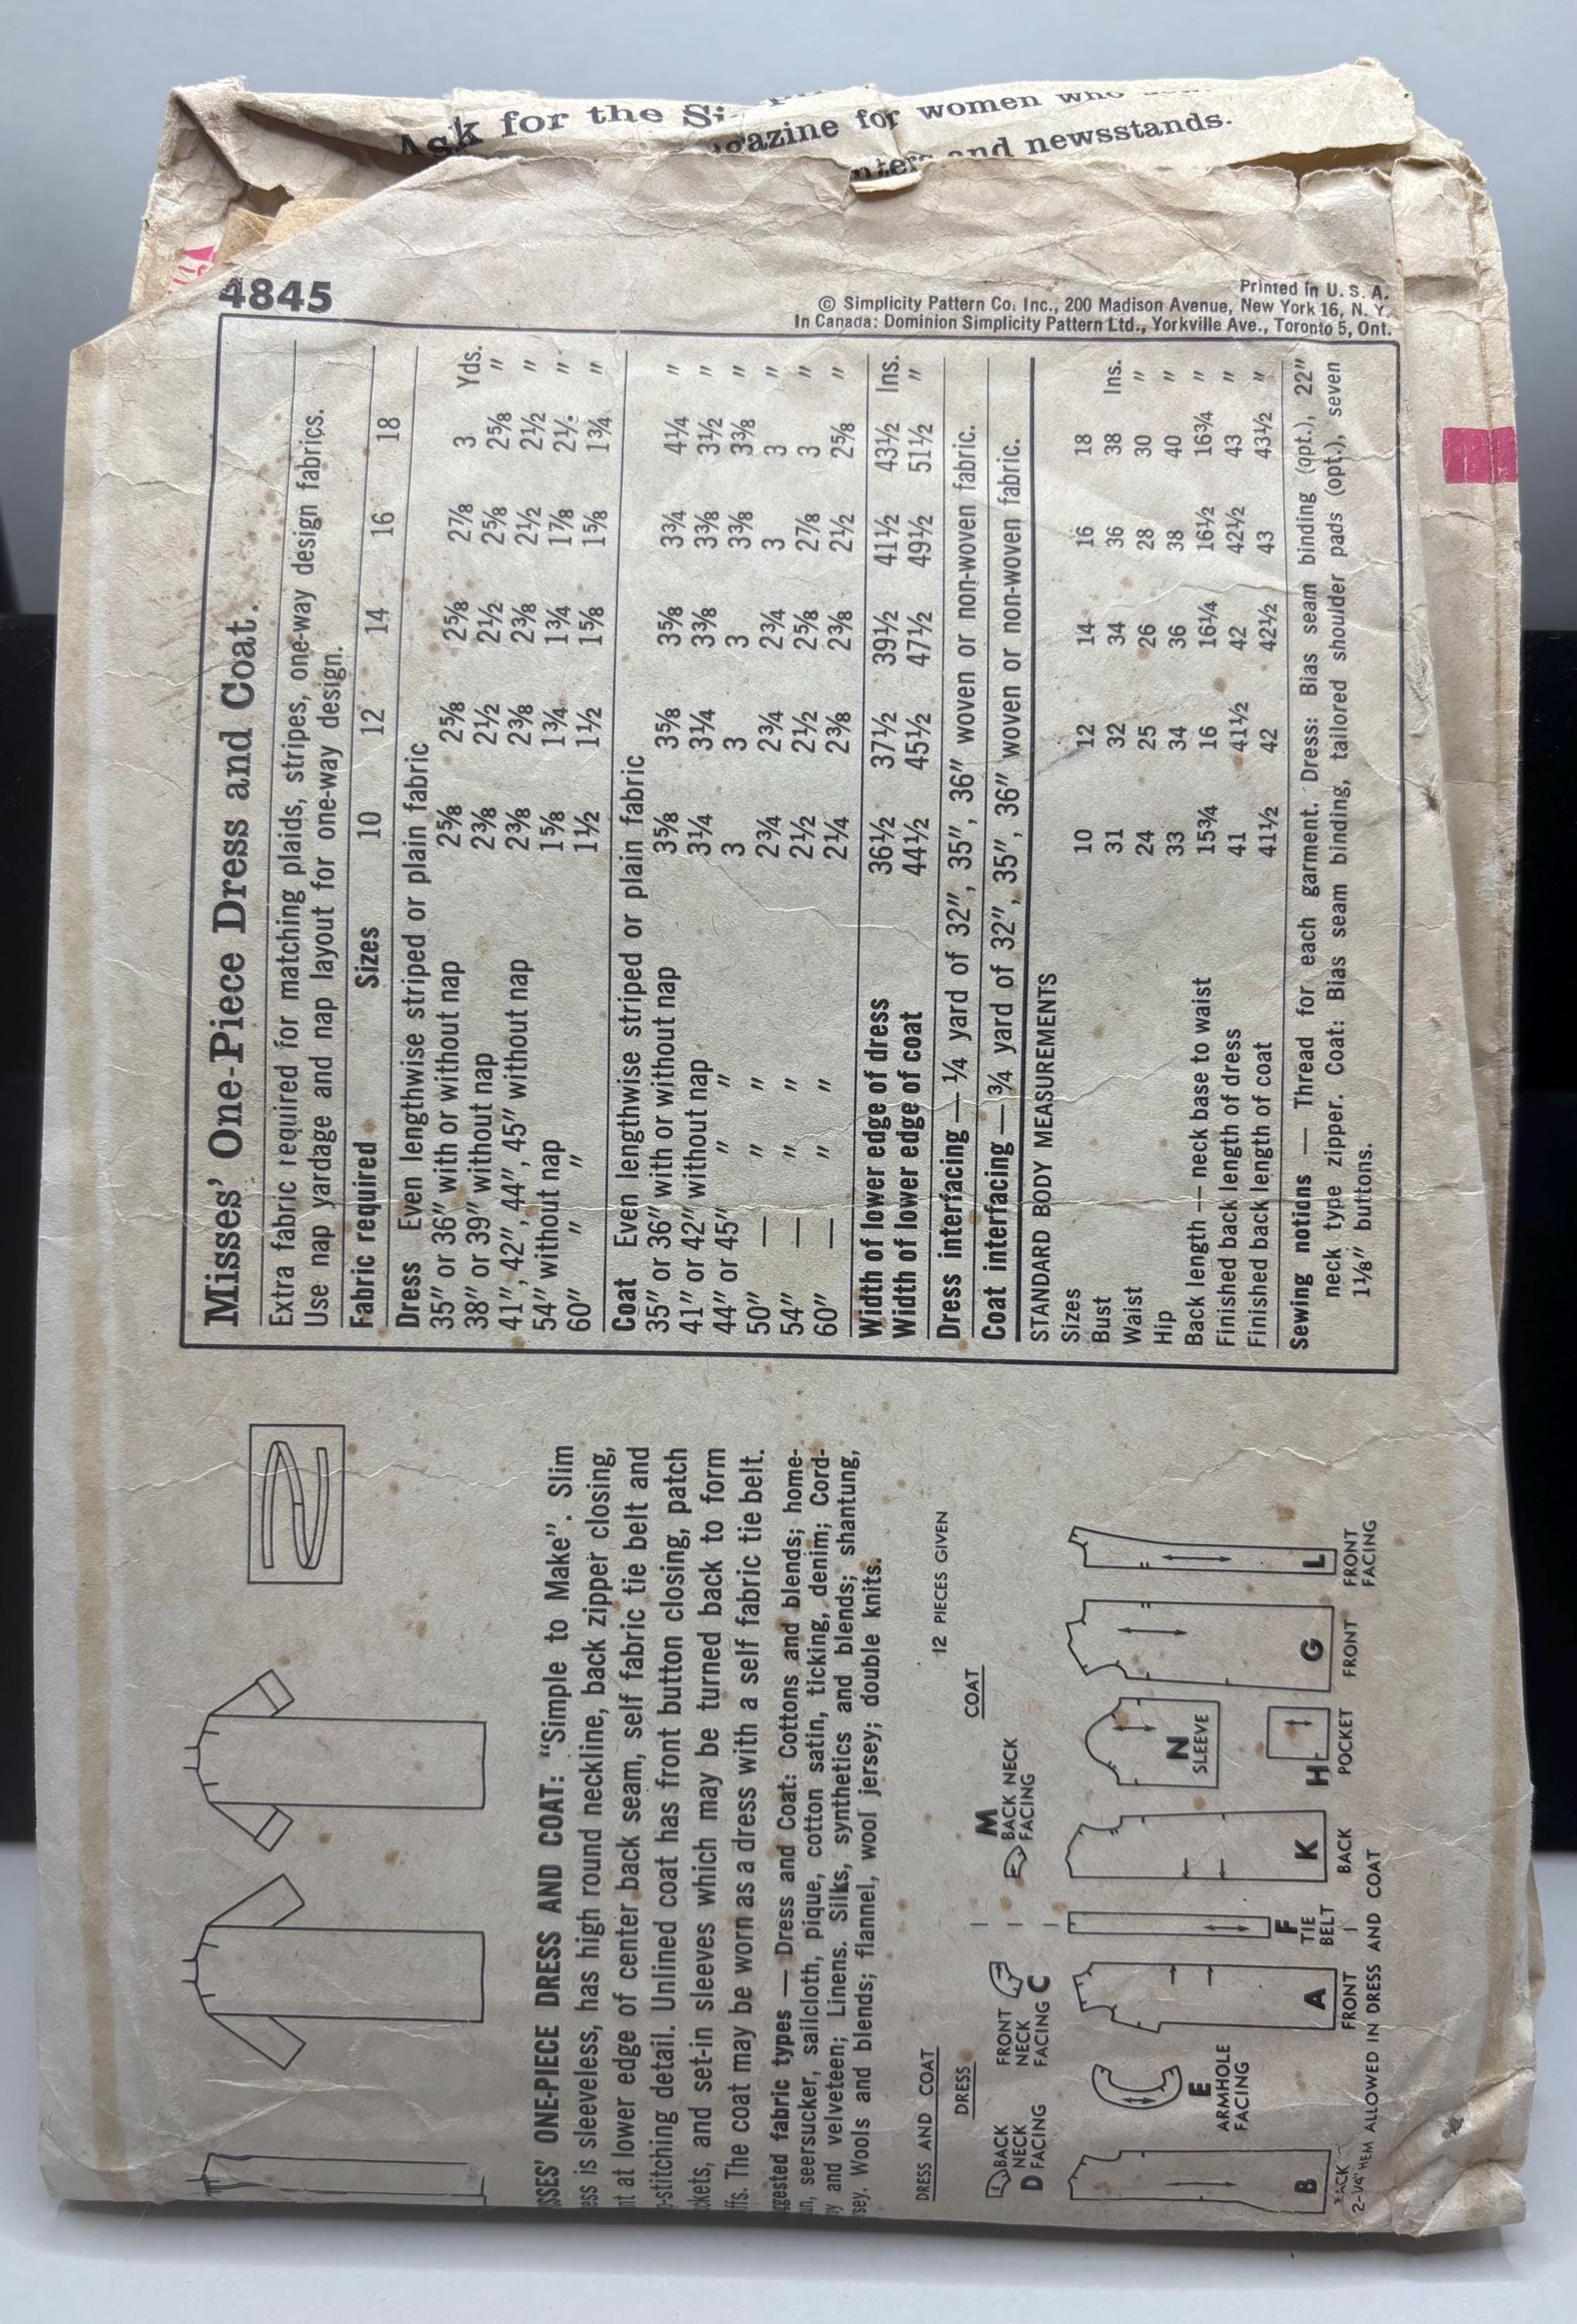 Ask for the
for women
and newsstands.
4845
Printed in U. S. A.
© Simplicity Pattern Co. Inc., 200 Madison Avenue, New York 16, N. Y.
In Canada: Dominion Simplicity Pattern Ltd., Yorkville Ave., Toronto 5, Ont.
Misses' One-Piece Dress and Coat.
Extra fabric required for matching plaids, stripes, one-way design fabrics.
Use nap yardage and nap layout for one-way design.
Fabric required Sizes 10 12 14 16 18
Dress Even lengthwise striped or plain fabric
35" or 36" with or without nap 2⅝ 2⅝ 2⅝ 2⅞ 3 Yds.
38" or 39" without nap 2⅜ 2½ 2½ 2⅝ 2⅝ "
41", 42", 44", 45" without nap 2⅜ 2⅜ 2⅜ 2½ 2½ "
54" without nap 1⅝ 1¾ 1¾ 1⅞ "
60" " " 1½ 1½ 1⅝ 1⅝ 1¾ "
Coat Even lengthwise striped or plain fabric
35" or 36" with or without nap 3⅝ 3⅝ 3⅝ 3¾ 4¼ "
41" or 42" without nap 3¼ 3¼ 3⅜ 3⅜ 3½ "
44" or 45" " " 3 3 3 3⅜ 3⅜ "
50" — " " 2¾ 2¾ 2¾ 3 3 "
54" — " " 2½ 2½ 2⅝ 2⅞ 3 "
60" — " " 2¼ 2⅜ 2⅜ 2½ 2⅝ "
Width of lower edge of dress 36½ 37½ 39½ 41½ 43½ Ins.
Width of lower edge of coat 44½ 45½ 47½ 49½ 51½ "
Dress interfacing — ¼ yard of 32", 35", 36" woven or non-woven fabric.
Coat interfacing — ¾ yard of 32", 35", 36" woven or non-woven fabric.
STANDARD BODY MEASUREMENTS
Sizes 10 12 14 16 18
Bust 31 32 34 36 38 Ins.
Waist 24 25 26 28 30 "
Hip 33 34 36 38 40 "
Back length — neck base to waist 15¾ 16 16¼ 16½ 16¾ "
Finished back length of dress 41 41½ 42 42½ 43 "
Finished back length of coat 41½ 42 42½ 43 43½ "
Sewing notions — Thread for each garment. Dress: Bias seam binding (opt.), 22"
neck type zipper. Coat: Bias seam binding, tailored shoulder pads (opt.), seven
1⅛" buttons.
ONE-PIECE DRESS AND COAT: "Simple to Make". Slim
is sleeveless, has high round neckline, back zipper closing,
at lower edge of center back seam, self fabric tie belt and
-stitching detail. Unlined coat has front button closing, patch
and set-in sleeves which may be turned back to form
The coat may be worn as a dress with a self fabric tie belt.
fabric types — Dress and Coat: Cottons and blends; home-
seersucker, sailcloth, pique, cotton satin, ticking, denim; Cord-
and velveteen; Linens. Silks, synthetics and blends; shantung,
Wools and blends; flannel, wool jersey; double knits.
DRESS AND COAT
12 PIECES GIVEN
DRESS
COAT
D BACK NECK FACING
FRONT NECK FACING C
M BACK NECK FACING
B
BACK
E ARMHOLE FACING
A
FRONT
F
TIE BELT
K
BACK
N
SLEEVE
H
POCKET
G
FRONT
L
FRONT FACING
2-¼" HEM ALLOWED IN DRESS AND COAT